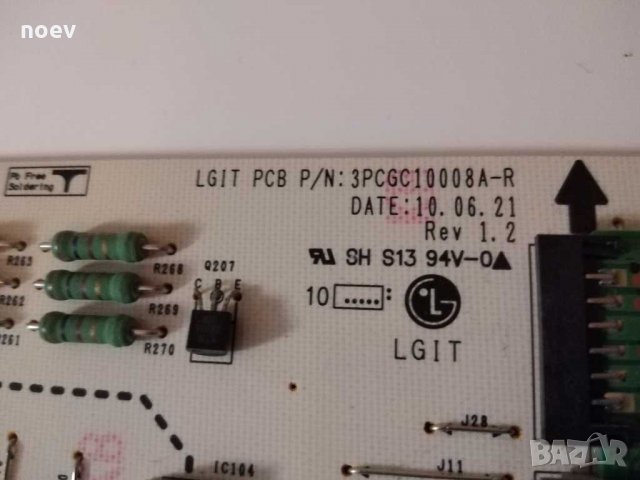 noev
Pb Free
Soldering
LGIT PCB P/N:3PCGC10008A-R
DATE:10.06.21
Rev 1.2
SH S13 94V-0
10
LG
LGIT
Q207
C B E
R263
R268
R262
R269
R261
R270
J28
J11
IC104
BAZAR